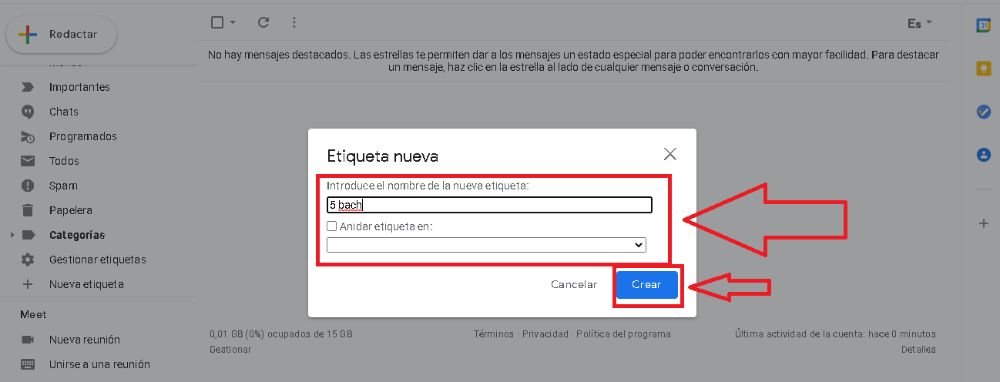 Redactar
Es
No hay mensajes destacados. Las estrellas te permiten dar a los mensajes un estado especial para poder encontrarlos con mayor facilidad. Para destacar
un mensaje, haz clic en la estrella al lado de cualquier mensaje o conversación.
Importantes
Chats
Programados
Todos
Spam
Papelera
Categorías
Gestionar etiquetas
Nueva etiqueta
Meet
Nueva reunión
Unirse a una reunión
Etiqueta nueva
Introduce el nombre de la nueva etiqueta:
5 bach
Anidar etiqueta en:
Cancelar
Crear
0,01 GB (0%) ocupados de 15 GB
Gestionar
Términos · Privacidad · Política del programa
Última actividad de la cuenta: hace 0 minutos
Detalles
31